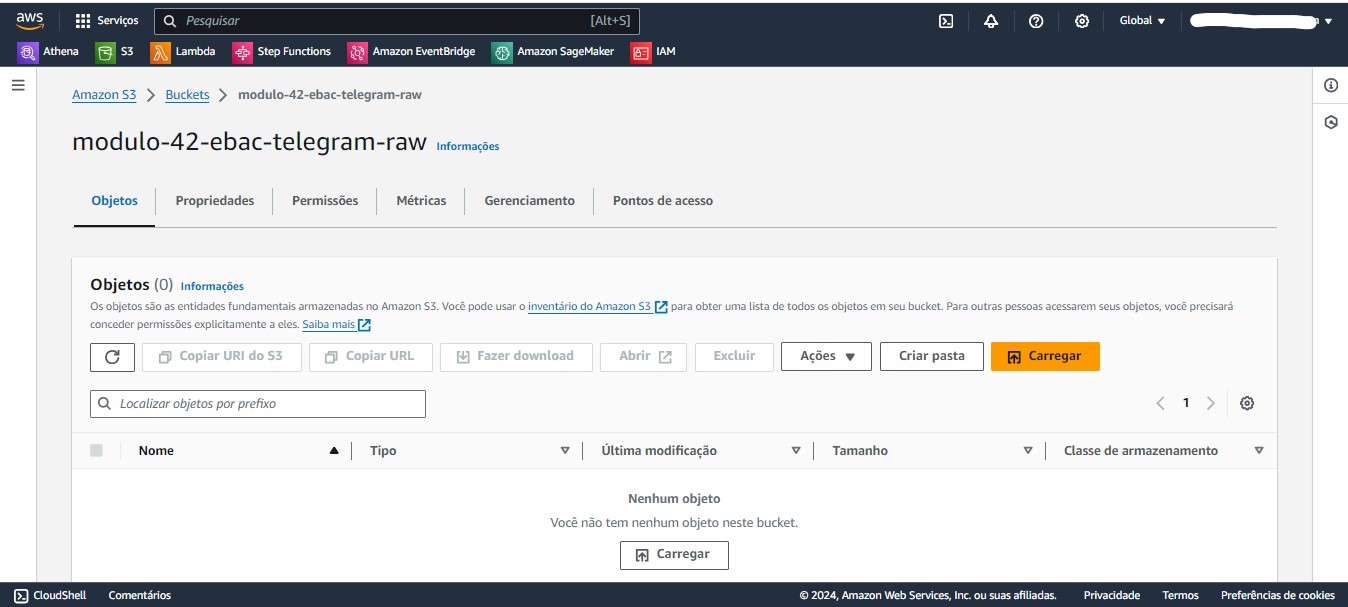 aws Serviços Pesquisar [Alt+S] Global
Athena S3 Lambda Step Functions Amazon EventBridge Amazon SageMaker IAM
Amazon S3 Buckets modulo-42-ebac-telegram-raw
modulo-42-ebac-telegram-raw Informações
Objetos Propriedades Permissões Métricas Gerenciamento Pontos de acesso
Objetos (0) Informações
Os objetos são as entidades fundamentais armazenadas no Amazon S3. Você pode usar o inventário do Amazon S3 para obter uma lista de todos os objetos em seu bucket. Para outras pessoas acessarem seus objetos, você precisará
conceder permissões explicitamente a eles. Saiba mais
Copiar URI do S3 Copiar URL Fazer download Abrir Excluir Ações Criar pasta Carregar
Localizar objetos por prefixo 1
Nome Tipo Última modificação Tamanho Classe de armazenamento
Nenhum objeto
Você não tem nenhum objeto neste bucket.
Carregar
CloudShell Comentários © 2024, Amazon Web Services, Inc. ou suas afiliadas. Privacidade Termos Preferências de cookies